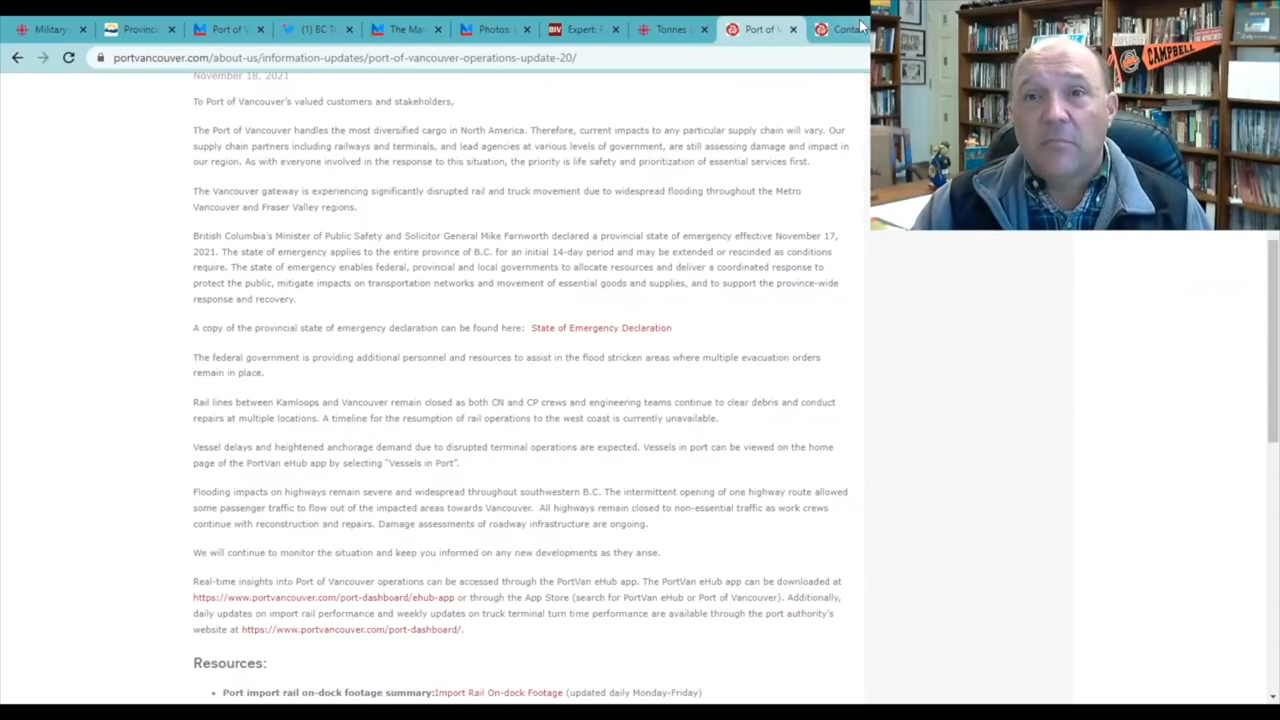 Military
Provinc
Port of V
(1) BC T
The Mar
Photos:
BIV
Expert: F
Tonnes
Port of V
Conta
portvancouver.com/about-us/information-updates/port-of-vancouver-operations-update-20/
CAMPBELL
November 18, 2021
To Port of Vancouver's valued customers and stakeholders,
The Port of Vancouver handles the most diversified cargo in North America. Therefore, current impacts to any particular supply chain will vary. Our
supply chain partners including railways and terminals, and lead agencies at various levels of government, are still assessing damage and impact in
our region. As with everyone involved in the response to this situation, the priority is life safety and prioritization of essential services first.
The Vancouver gateway is experiencing significantly disrupted rail and truck movement due to widespread flooding throughout the Metro
Vancouver and Fraser Valley regions.
British Columbia's Minister of Public Safety and Solicitor General Mike Farnworth declared a provincial state of emergency effective November 17,
2021. The state of emergency applies to the entire province of B.C. for an initial 14-day period and may be extended or rescinded as conditions
require. The state of emergency enables federal, provincial and local governments to allocate resources and deliver a coordinated response to
protect the public, mitigate impacts on transportation networks and movement of essential goods and supplies, and to support the province-wide
response and recovery.
A copy of the provincial state of emergency declaration can be found here: State of Emergency Declaration
The federal government is providing additional personnel and resources to assist in the flood stricken areas where multiple evacuation orders
remain in place.
Rail lines between Kamloops and Vancouver remain closed as both CN and CP crews and engineering teams continue to clear debris and conduct
repairs at multiple locations. A timeline for the resumption of rail operations to the west coast is currently unavailable.
Vessel delays and heightened anchorage demand due to disrupted terminal operations are expected. Vessels in port can be viewed on the home
page of the PortVan eHub app by selecting "Vessels in Port".
Flooding impacts on highways remain severe and widespread throughout southwestern B.C. The intermittent opening of one highway route allowed
some passenger traffic to flow out of the impacted areas towards Vancouver. All highways remain closed to non-essential traffic as work crews
continue with reconstruction and repairs. Damage assessments of roadway infrastructure are ongoing.
We will continue to monitor the situation and keep you informed on any new developments as they arise.
Real-time insights into Port of Vancouver operations can be accessed through the PortVan eHub app. The PortVan eHub app can be downloaded at
https://www.portvancouver.com/port-dashboard/ehub-app or through the App Store (search for PortVan eHub or Port of Vancouver). Additionally,
daily updates on import rail performance and weekly updates on truck terminal turn time performance are available through the port authority's
website at https://www.portvancouver.com/port-dashboard/.
Resources:
• Port import rail on-dock footage summary:Import Rail On-dock Footage (updated daily Monday-Friday)